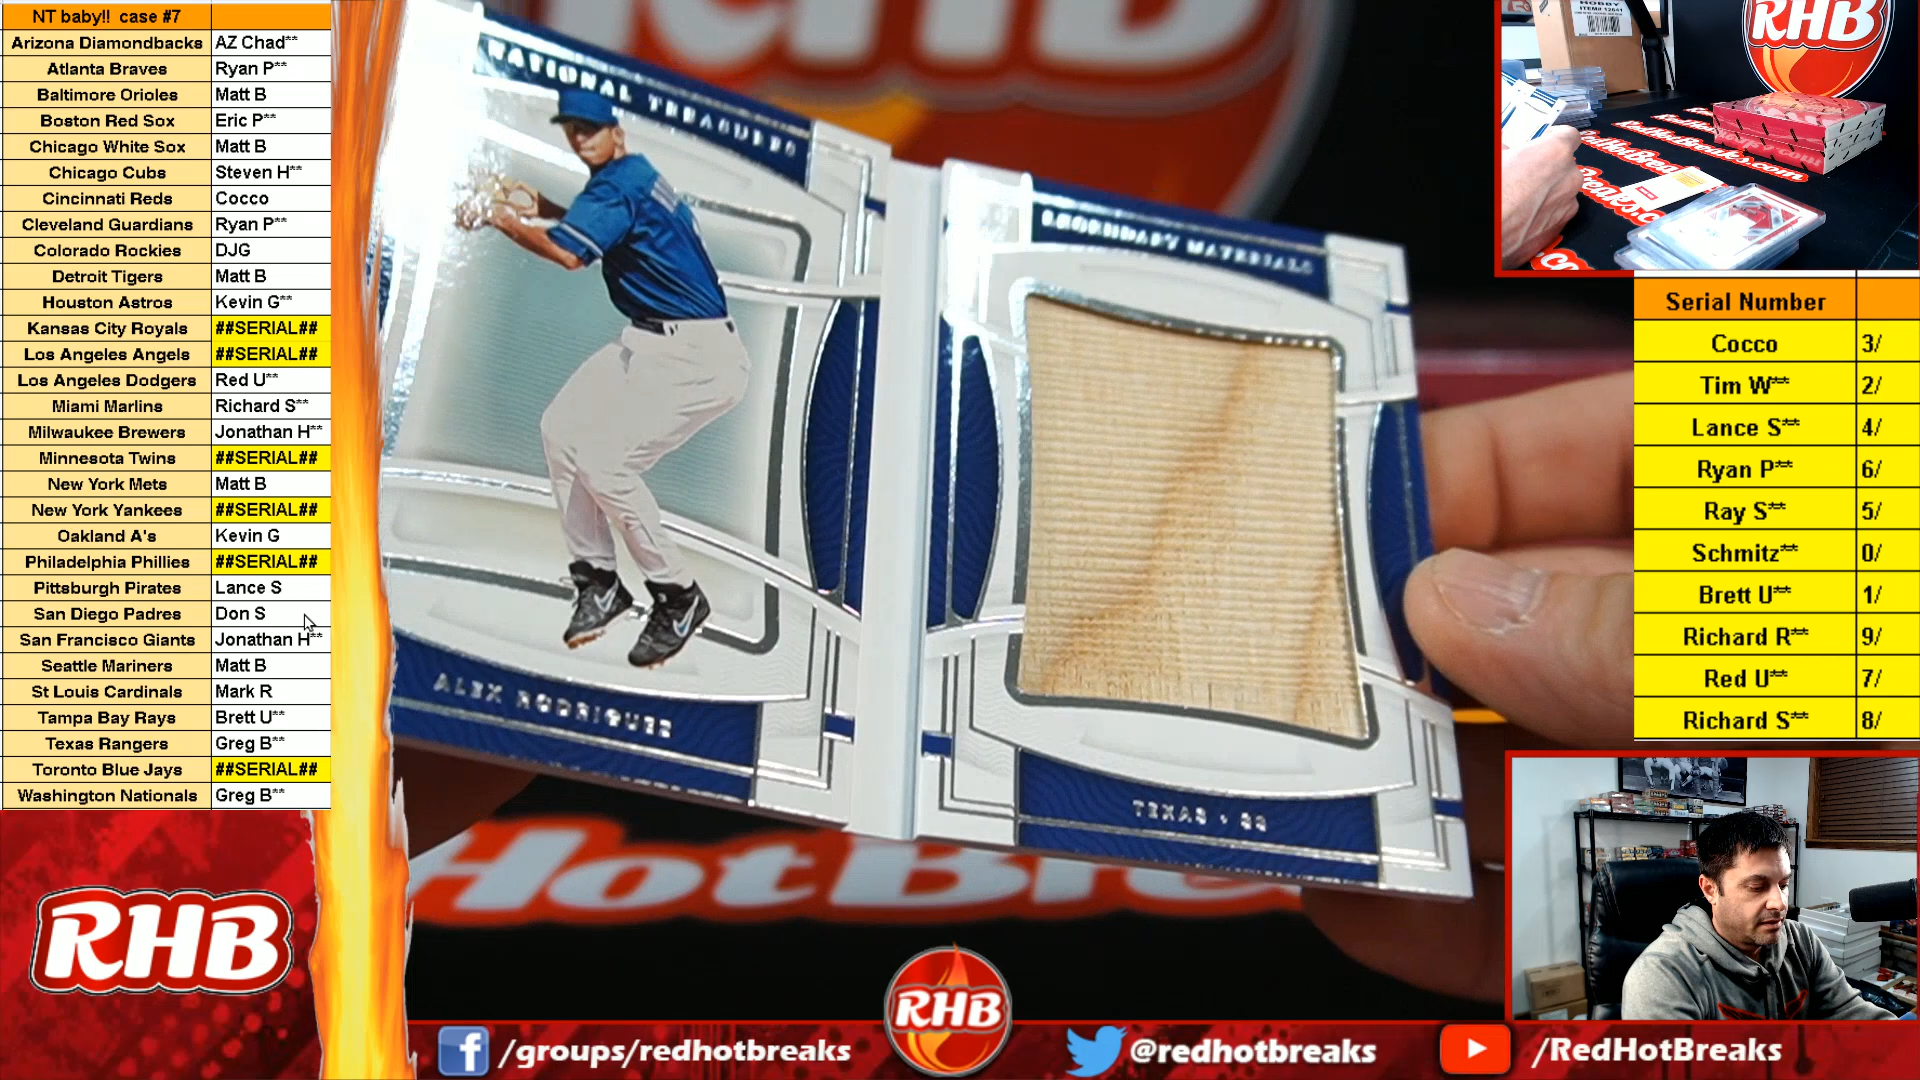 NT baby!! case #7
Arizona Diamondbacks AZ Chad**
Atlanta Braves Ryan P**
Baltimore Orioles Matt B
Boston Red Sox Eric P**
Chicago White Sox Matt B
Chicago Cubs Steven H**
Cincinnati Reds Cocco
Cleveland Guardians Ryan P**
Colorado Rockies DJG
Detroit Tigers Matt B
Houston Astros Kevin G**
Kansas City Royals ##SERIAL##
Los Angeles Angels ##SERIAL##
Los Angeles Dodgers Red U**
Miami Marlins Richard S**
Milwaukee Brewers Jonathan H**
Minnesota Twins ##SERIAL##
New York Mets Matt B
New York Yankees ##SERIAL##
Oakland A's Kevin G
Philadelphia Phillies ##SERIAL##
Pittsburgh Pirates Lance S
San Diego Padres Don S
San Francisco Giants Jonathan H**
Seattle Mariners Matt B
St Louis Cardinals Mark R
Tampa Bay Rays Brett U**
Texas Rangers Greg B**
Toronto Blue Jays ##SERIAL##
Washington Nationals Greg B**
NATIONAL TREASURES
LEGENDARY MATERIALS
ALEX RODRIGUEZ
TEXAS • SS
HotBre
RHB
HOBBY
RedHotBreaks.com
Serial Number
Cocco 3/
Tim W** 2/
Lance S** 4/
Ryan P** 6/
Ray S** 5/
Schmitz** 0/
Brett U** 1/
Richard R** 9/
Red U** 7/
Richard S** 8/
RHB
RHB
/groups/redhotbreaks
@redhotbreaks
/RedHotBreaks